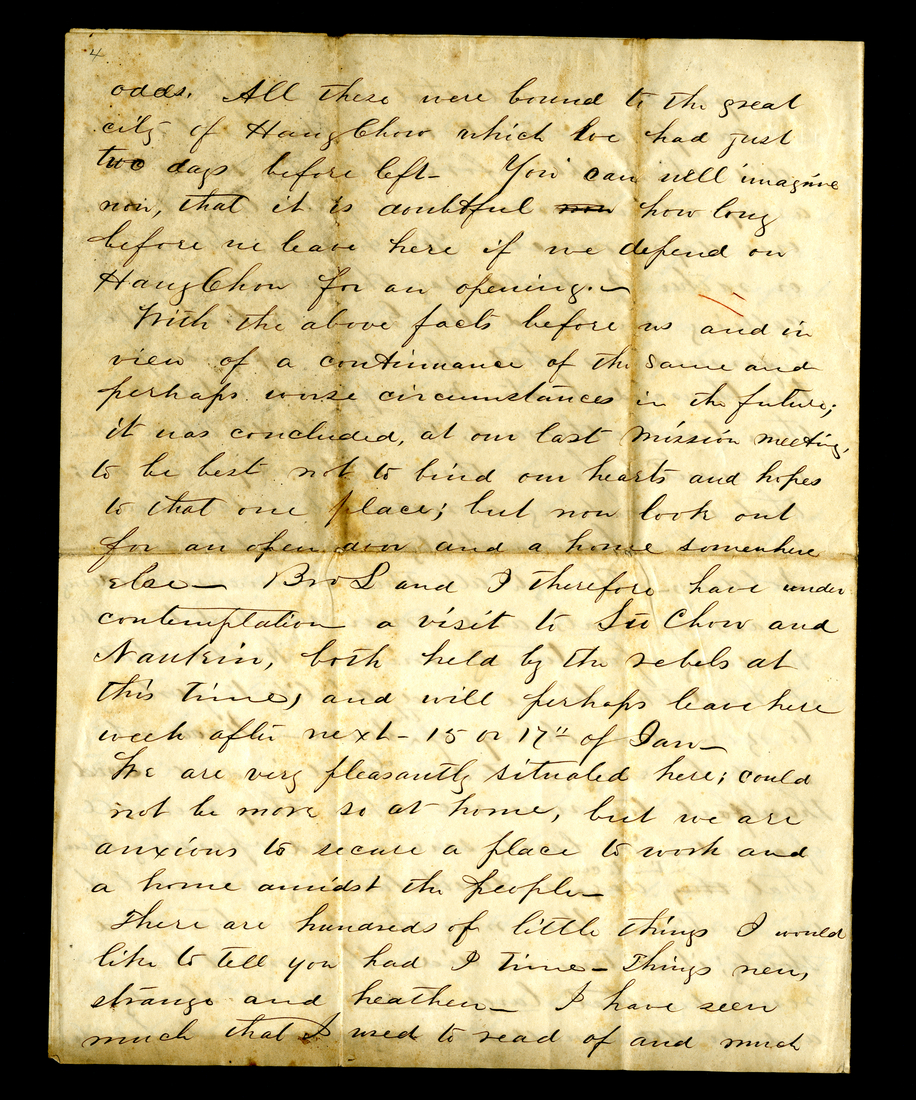 4
odds. All these were bound to the great
city of HangChow which we had just
two days before left - You can well imagine
now, that it is doubtful now how long
before we leave here if we depend on
HangChow for an opening. -
With the above facts before us and in
view of a continuance of the same and
perhaps worse circumstances in the future;
it was concluded, at our last mission meeting,
to be best not to bind our hearts and hopes
to that one place; but now look out
for an open door and a home somewhere
else - Bro L and I therefore have under
contemplation a visit to Su Chow and
Nankin, both held by the rebels at
this time, and will perhaps leave here
week after next - 15 or 17" of Jan -
We are very pleasantly situated here; could
not be more so at home, but we are
anxious to secure a place to work and
a home amidst the people -
There are hundreds of little things I would
like to tell you had I time - Things new,
strange and heathen - I have seen
much that I used to read of and much